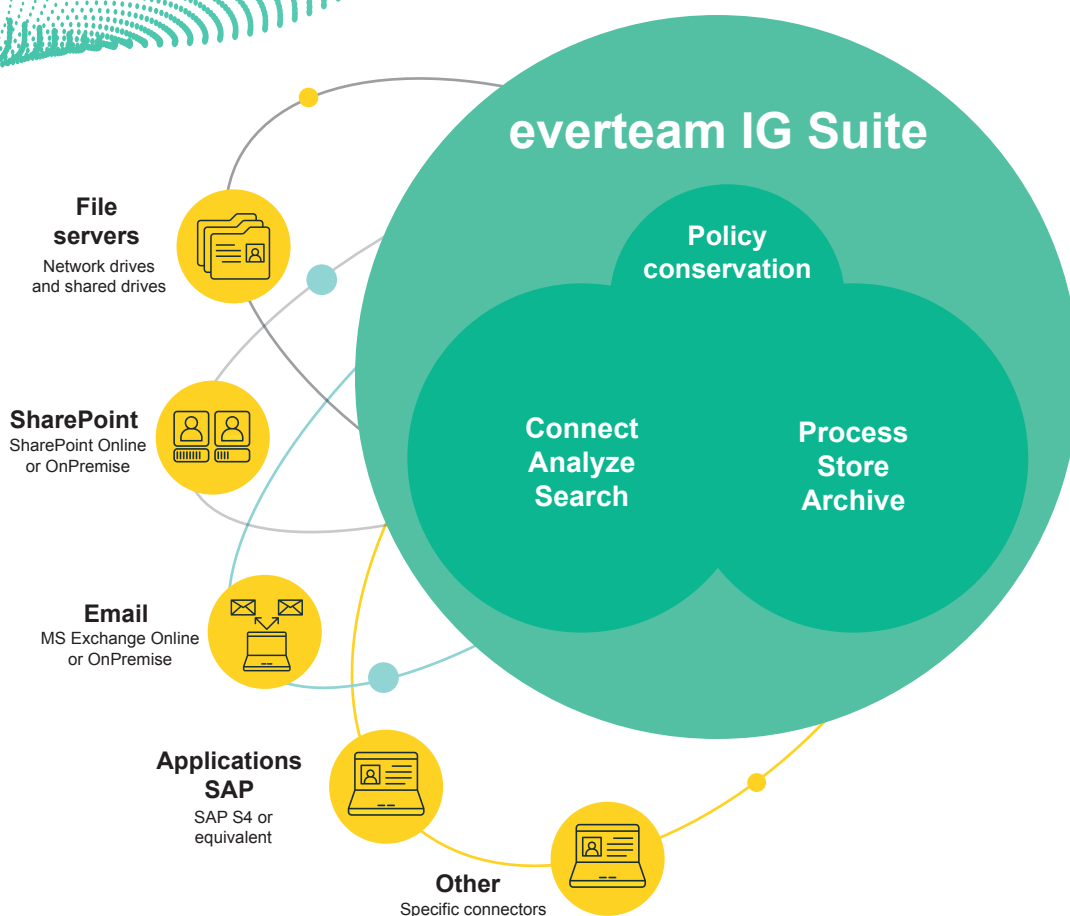 everteam IG Suite
Policy
conservation
Connect
Analyze
Search
Process
Store
Archive
File
servers
Network drives
and shared drives
SharePoint
SharePoint Online
or OnPremise
Email
MS Exchange Online
or OnPremise
Applications
SAP
SAP S4 or
equivalent
Other
Specific connectors